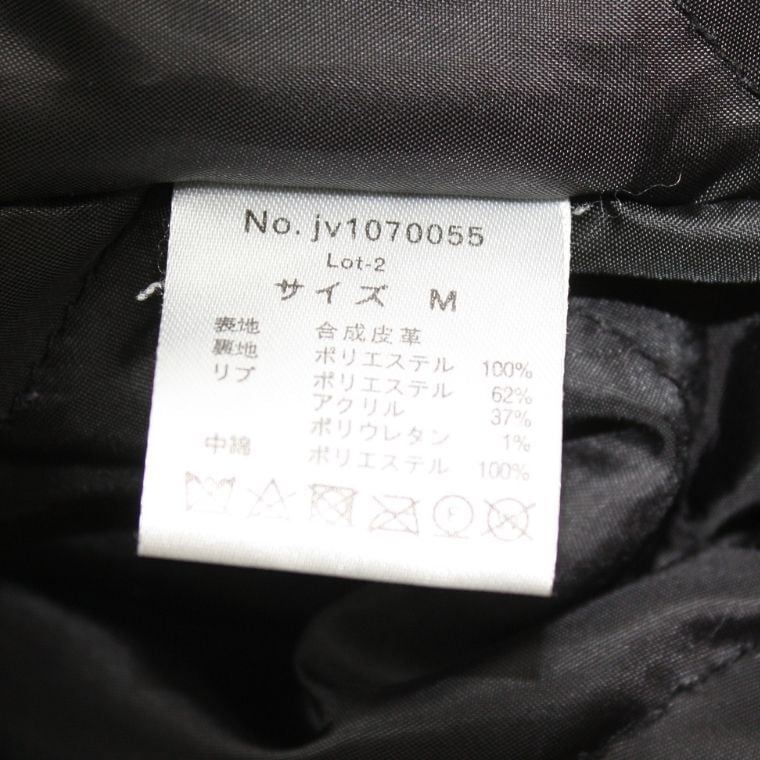 No. jv1070055
Lot-2
サイズ M
表地 合成皮革
裏地 ポリエステル 100%
リブ ポリエステル 62%
アクリル 37%
ポリウレタン 1%
中綿 ポリエステル 100%